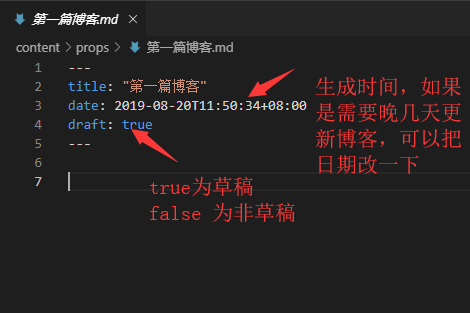 第一篇博客.md
content > props > 第一篇博客.md
1 ---
2 title: "第一篇博客"
3 date: 2019-08-20T11:50:34+08:00
4 draft: true
5 ---
6
7
生成时间，如果
是需要晚几天更
新博客，可以把
日期改一下
true为草稿
false 为非草稿